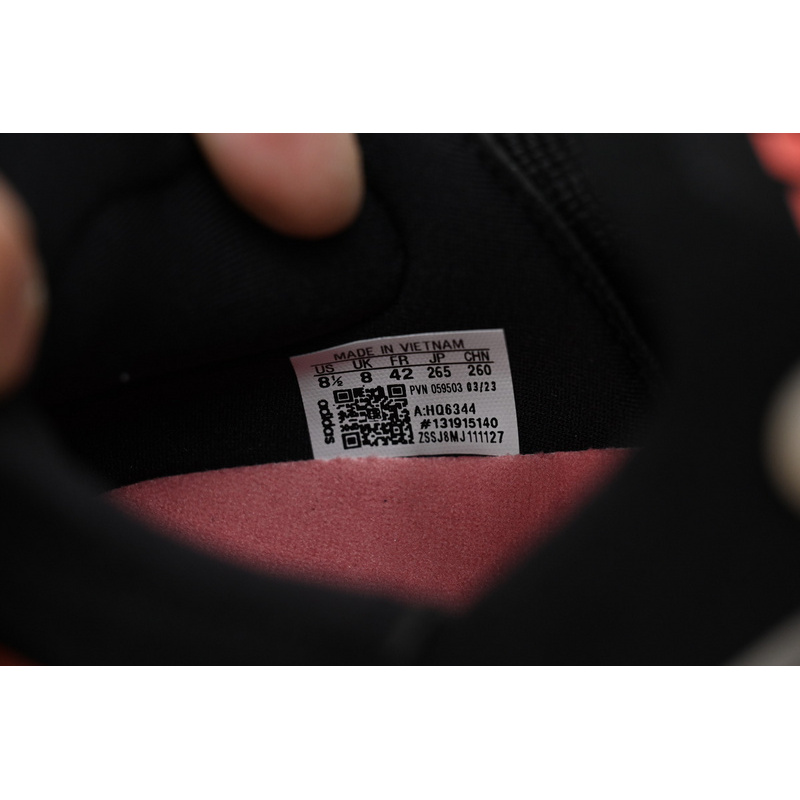 MADE IN VIETNAM
US UK FR JP CHN
8½ 8 42 265 260
PVN 059503 03/23
adidas
A:HQ6344
#131915140
ZSSJ8MJ111127